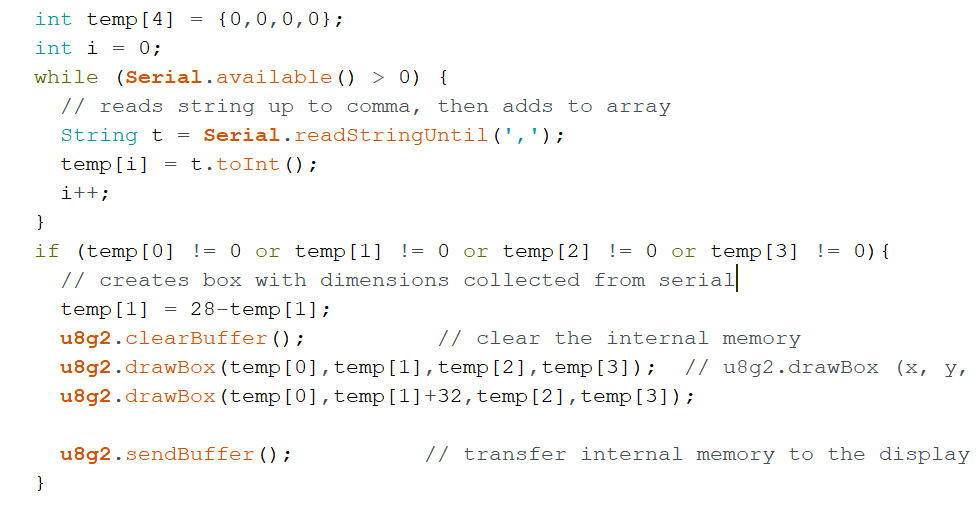 int temp[4] = {0,0,0,0};
int i = 0;
while (Serial.available() > 0) {
// reads string up to comma, then adds to array
String t = Serial.readStringUntil(',');
temp[i] = t.toInt();
i++;
}
if (temp[0] != 0 or temp[1] != 0 or temp[2] != 0 or temp[3] != 0){
// creates box with dimensions collected from serial
temp[1] = 28-temp[1];
u8g2.clearBuffer(); // clear the internal memory
u8g2.drawBox(temp[0],temp[1],temp[2],temp[3]); // u8g2.drawBox (x, y,
u8g2.drawBox(temp[0],temp[1]+32,temp[2],temp[3]);
u8g2.sendBuffer(); // transfer internal memory to the display
}